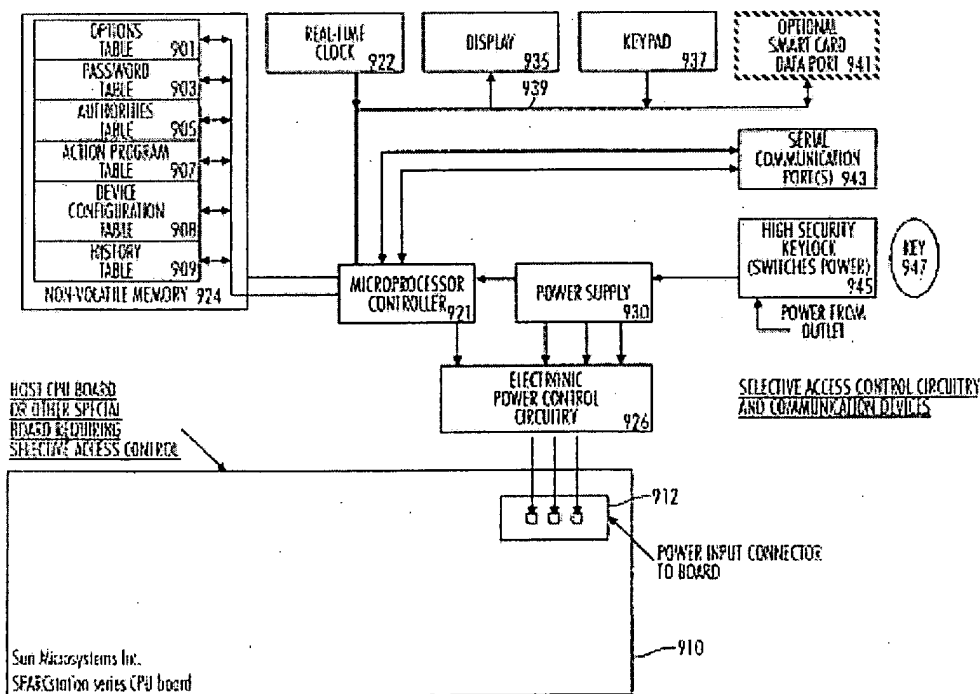 OPTIONS
TABLE 901
PASSWORD
TABLE 903
AUTHORITIES
TABLE 905
ACTION PROGRAM
TABLE 907
DEVICE
CONFIGURATION
TABLE 908
HISTORY
TABLE 909
NON-VOLATILE MEMORY 924
REAL-TIME
CLOCK 922
DISPLAY
935
KEYPAD
937
OPTIONAL
SMART CARD
DATA PORT 941
939
SERIAL
COMMUNICATION
PORT(S) 943
HIGH SECURITY
KEYLOCK
(SWITCHES POWER)
945
KEY
947
POWER FROM
OUTLET
MICROPROCESSOR
CONTROLLER
921
POWER SUPPLY
930
ELECTRONIC
POWER CONTROL
CIRCUITRY
926
HOST CPU BOARD
OR OTHER SPECIAL
BOARD REQUIRING
SELECTIVE ACCESS CONTROL
SELECTIVE ACCESS CONTROL CIRCUITRY
AND COMMUNICATION DEVICES
912
POWER INPUT CONNECTOR
TO BOARD
910
Sun Microsystems Inc.
SPARCstation series CPU board